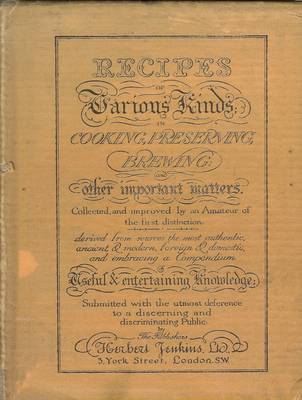 RECIPES
OF
Various Kinds,
IN
COOKING, PRESERVING,
BREWING
and
other important matters.
Collected, and improved by an Amateur of
the first distinction.
derived from sources the most authentic,
ancient & modern, foreign & domestic,
and embracing a Compendium
of
Useful & entertaining Knowledge:
Submitted with the utmost deference
to a discerning and
discriminating Public.
by
The Publishers
Herbert Jenkins, Ltd.
3, York Street, London. S.W.